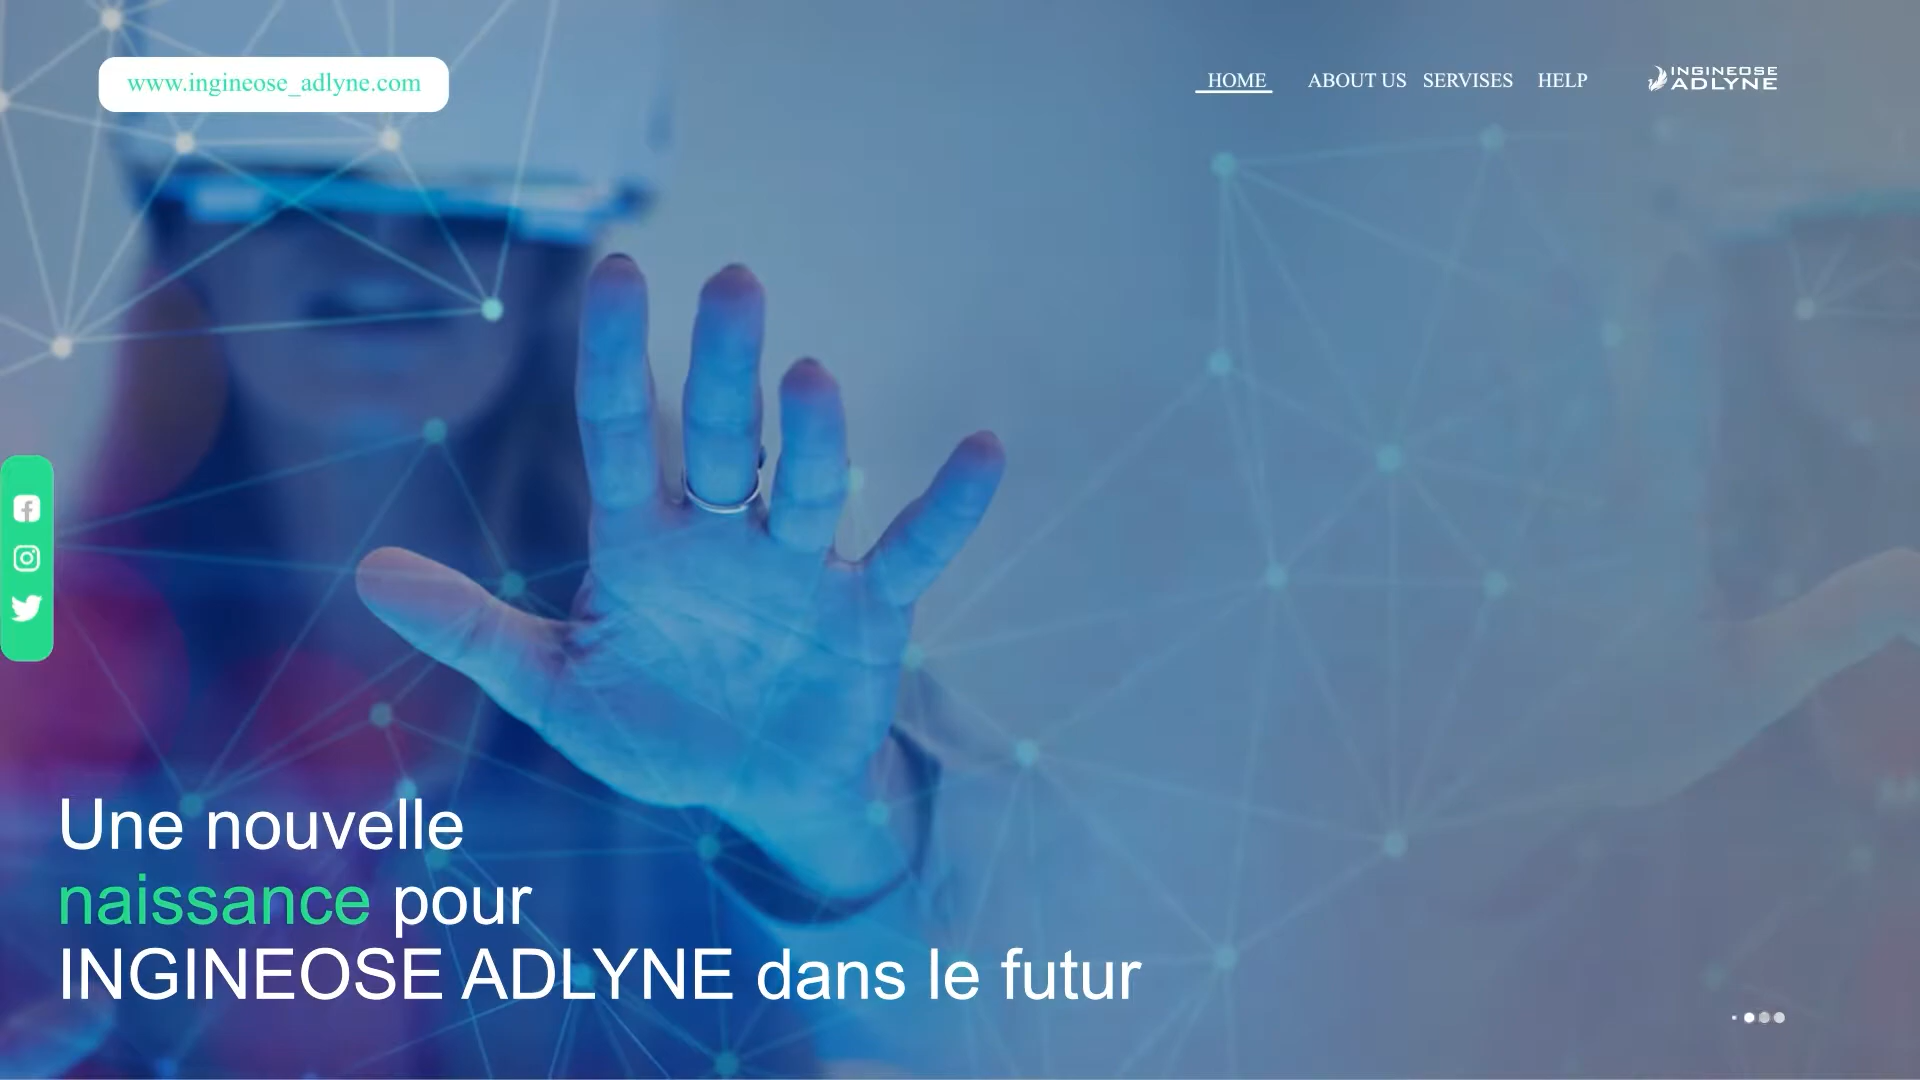 www.ingineose_adlyne.com
HOME ABOUT US SERVISES HELP
INGINEOSE
ADLYNE
Une nouvelle
naissance pour
INGINEOSE ADLYNE dans le futur